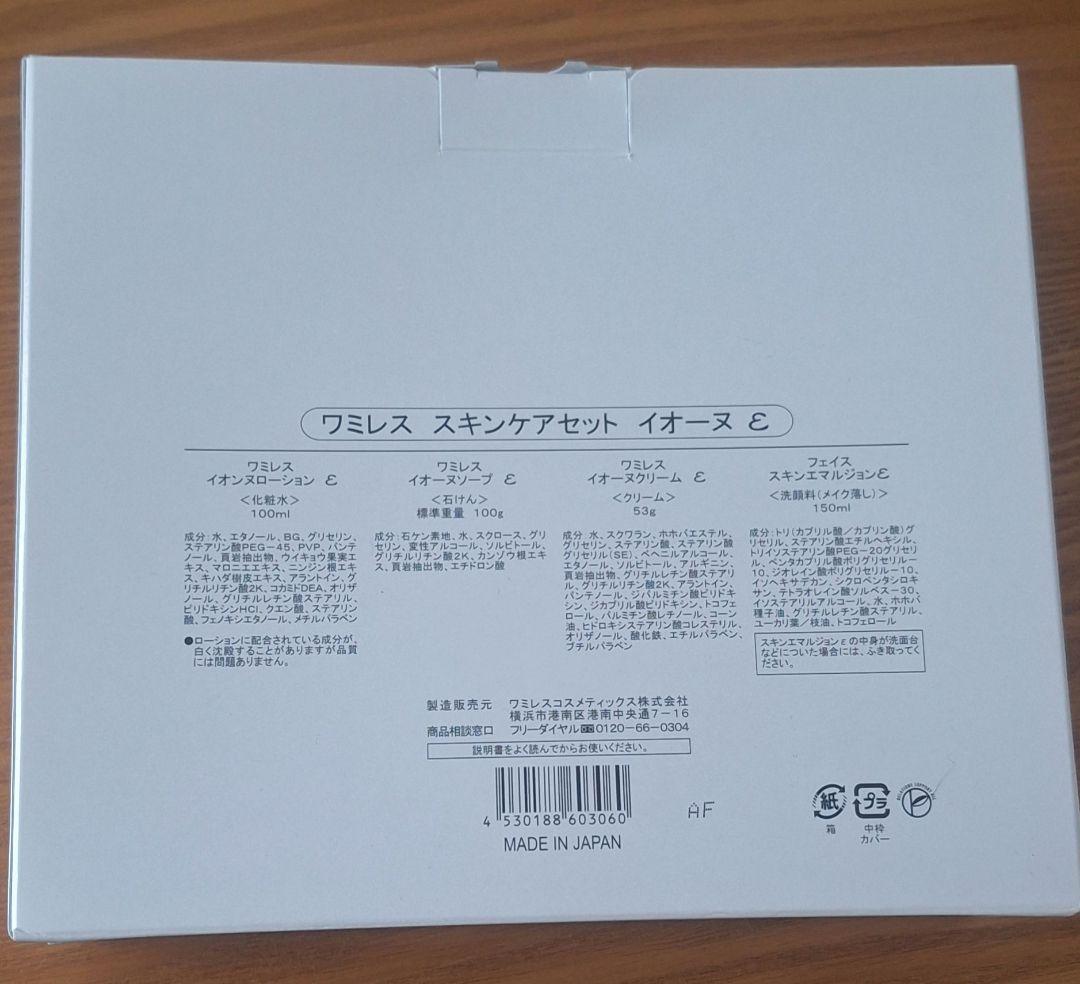 ワミレス スキンケアセット イオーヌ ε
ワミレス
イオンヌローション ε
＜化粧水＞
100ml
成分：水、エタノール、BG、グリセリン、
ステアリン酸PEG-45、PVP、パンテ
ノール、頁岩抽出物、ウイキョウ果実エ
キス、マロニエエキス、ニンジン根エキ
ス、キハダ樹皮エキス、アラントイン、グ
リチルリチン酸2K、コカミドDEA、オリザ
ノール、グリチルレチン酸ステアリル、
ピリドキシンHCl、クエン酸、ステアリン
酸、フェノキシエタノール、メチルパラベン
●ローションに配合されている成分が、
白く沈殿することがありますが品質
には問題ありません。
ワミレス
イオーヌソープ ε
＜石けん＞
標準重量 100g
成分：石ケン素地、水、スクロース、グリ
セリン、変性アルコール、ソルビトール、
グリチルリチン酸2K、カンゾウ根エキ
ス、頁岩抽出物、エチドロン酸
ワミレス
イオーヌクリーム ε
＜クリーム＞
53g
成分：水、スクワラン、ホホバエステル、
グリセリン、ステアリン酸、ステアリン酸
グリセリル(SE)、ベヘニルアルコール、
エタノール、ソルビトール、アルギニン、
頁岩抽出物、グリチルレチン酸ステアリ
ル、グリチルリチン酸2K、アラントイン、
パンテノール、ジパルミチン酸ピリドキ
シン、ジカプリル酸ピリドキシン、トコフェ
ロール、パルミチン酸レチノール、コーン
油、ヒドロキシステアリン酸コレステリル、
オリザノール、酸化鉄、エチルパラベン、
ブチルパラベン
フェイス
スキンエマルジョンε
＜洗顔料(メイク落し)＞
150ml
成分：トリ(カプリル酸／カプリン酸)グ
リセリル、ステアリン酸エチルヘキシル、
トリイソステアリン酸PEG-20グリセリ
ル、ペンタカプリル酸ポリグリセリル-
10、ジオレイン酸ポリグリセリル-10、
イソヘキサデカン、シクロペンタシロキ
サン、テトラオレイン酸ソルベス-30、
イソステアリルアルコール、水、ホホバ
種子油、グリチルレチン酸ステアリル、
ユーカリ葉／枝油、トコフェロール
スキンエマルジョンεの中身が洗面台
などについた場合には、ふき取ってく
ださい。
製造販売元 ワミレスコスメティックス株式会社
横浜市港南区港南中央通7-16
商品相談窓口 フリーダイヤル0120-66-0304
説明書をよく読んでからお使いください。
4 530188 603060
MADE IN JAPAN
AF
紙
箱
プラ
中枠
カバー